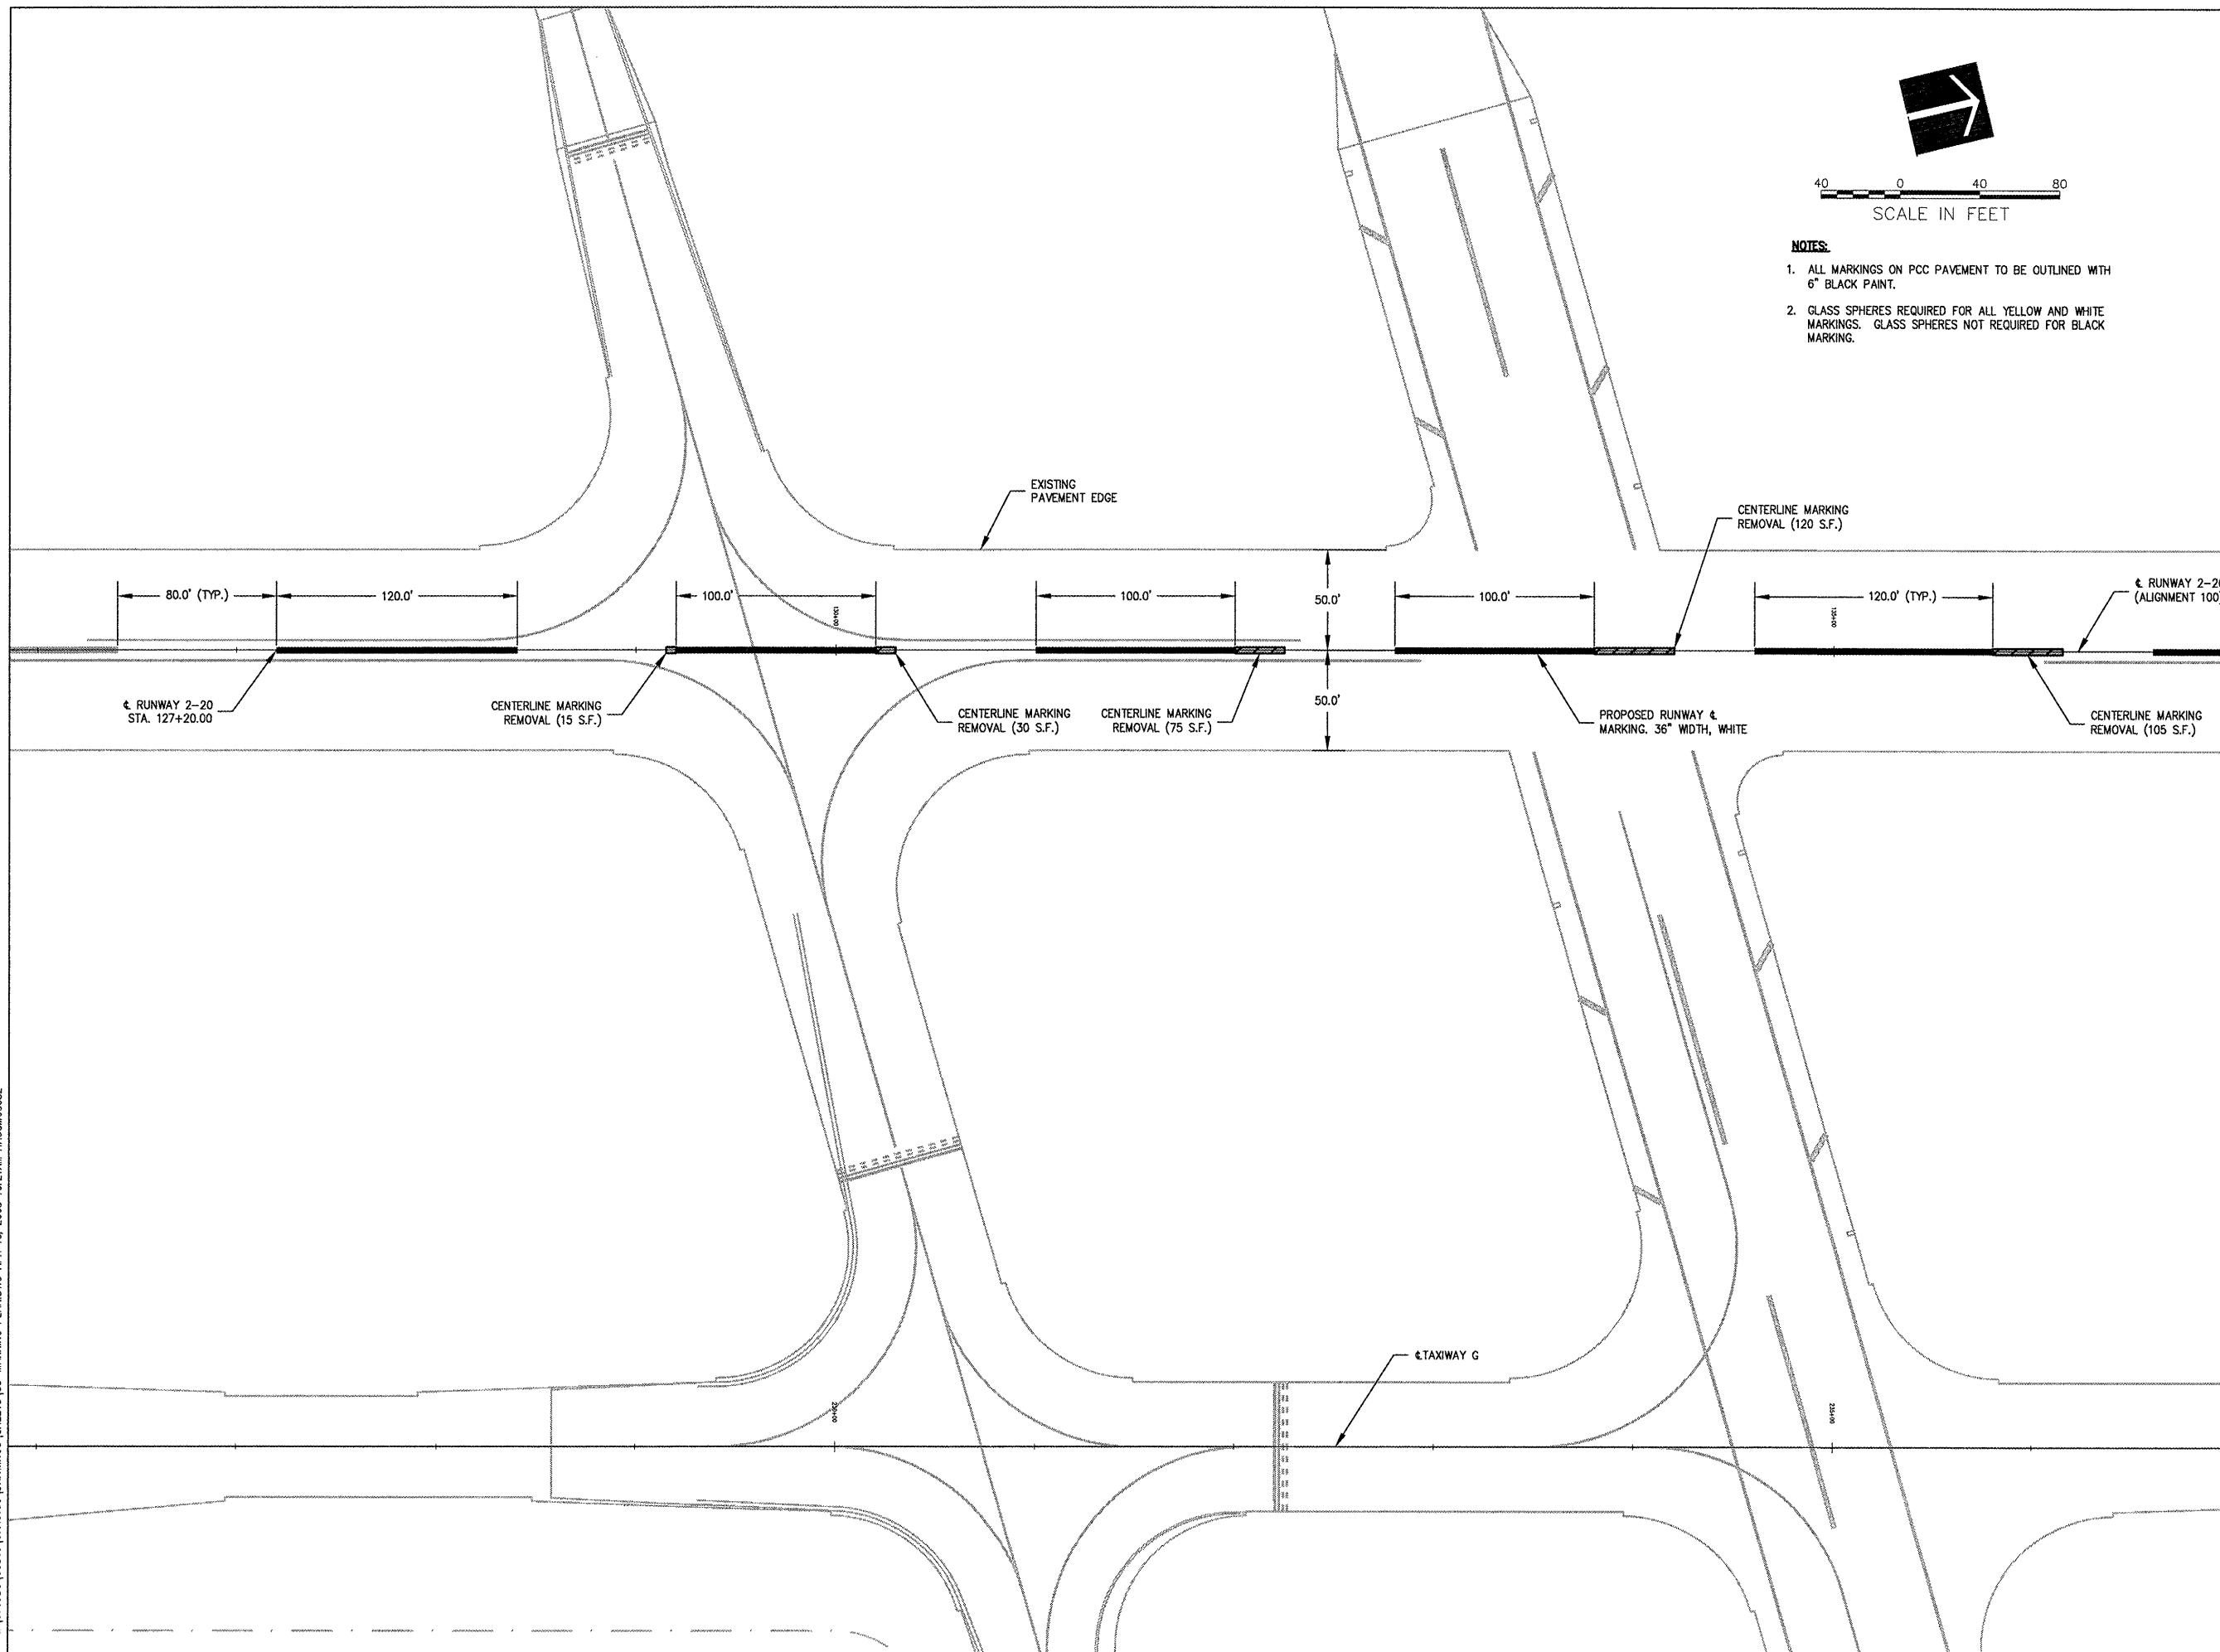 40 0 40 80
SCALE IN FEET
NOTES:
1. ALL MARKINGS ON PCC PAVEMENT TO BE OUTLINED WITH
6" BLACK PAINT.
2. GLASS SPHERES REQUIRED FOR ALL YELLOW AND WHITE
MARKINGS. GLASS SPHERES NOT REQUIRED FOR BLACK
MARKING.
EXISTING
PAVEMENT EDGE
CENTERLINE MARKING
REMOVAL (120 S.F.)
80.0' (TYP.)
120.0'
100.0'
130+00
100.0'
50.0'
100.0'
120.0' (TYP.)
℄ RUNWAY 2-20
(ALIGNMENT 100)
℄ RUNWAY 2-20
STA. 127+20.00
CENTERLINE MARKING
REMOVAL (15 S.F.)
CENTERLINE MARKING
REMOVAL (30 S.F.)
CENTERLINE MARKING
REMOVAL (75 S.F.)
50.0'
PROPOSED RUNWAY ℄
MARKING. 36" WIDTH, WHITE
CENTERLINE MARKING
REMOVAL (105 S.F.)
℄TAXIWAY G
235+00